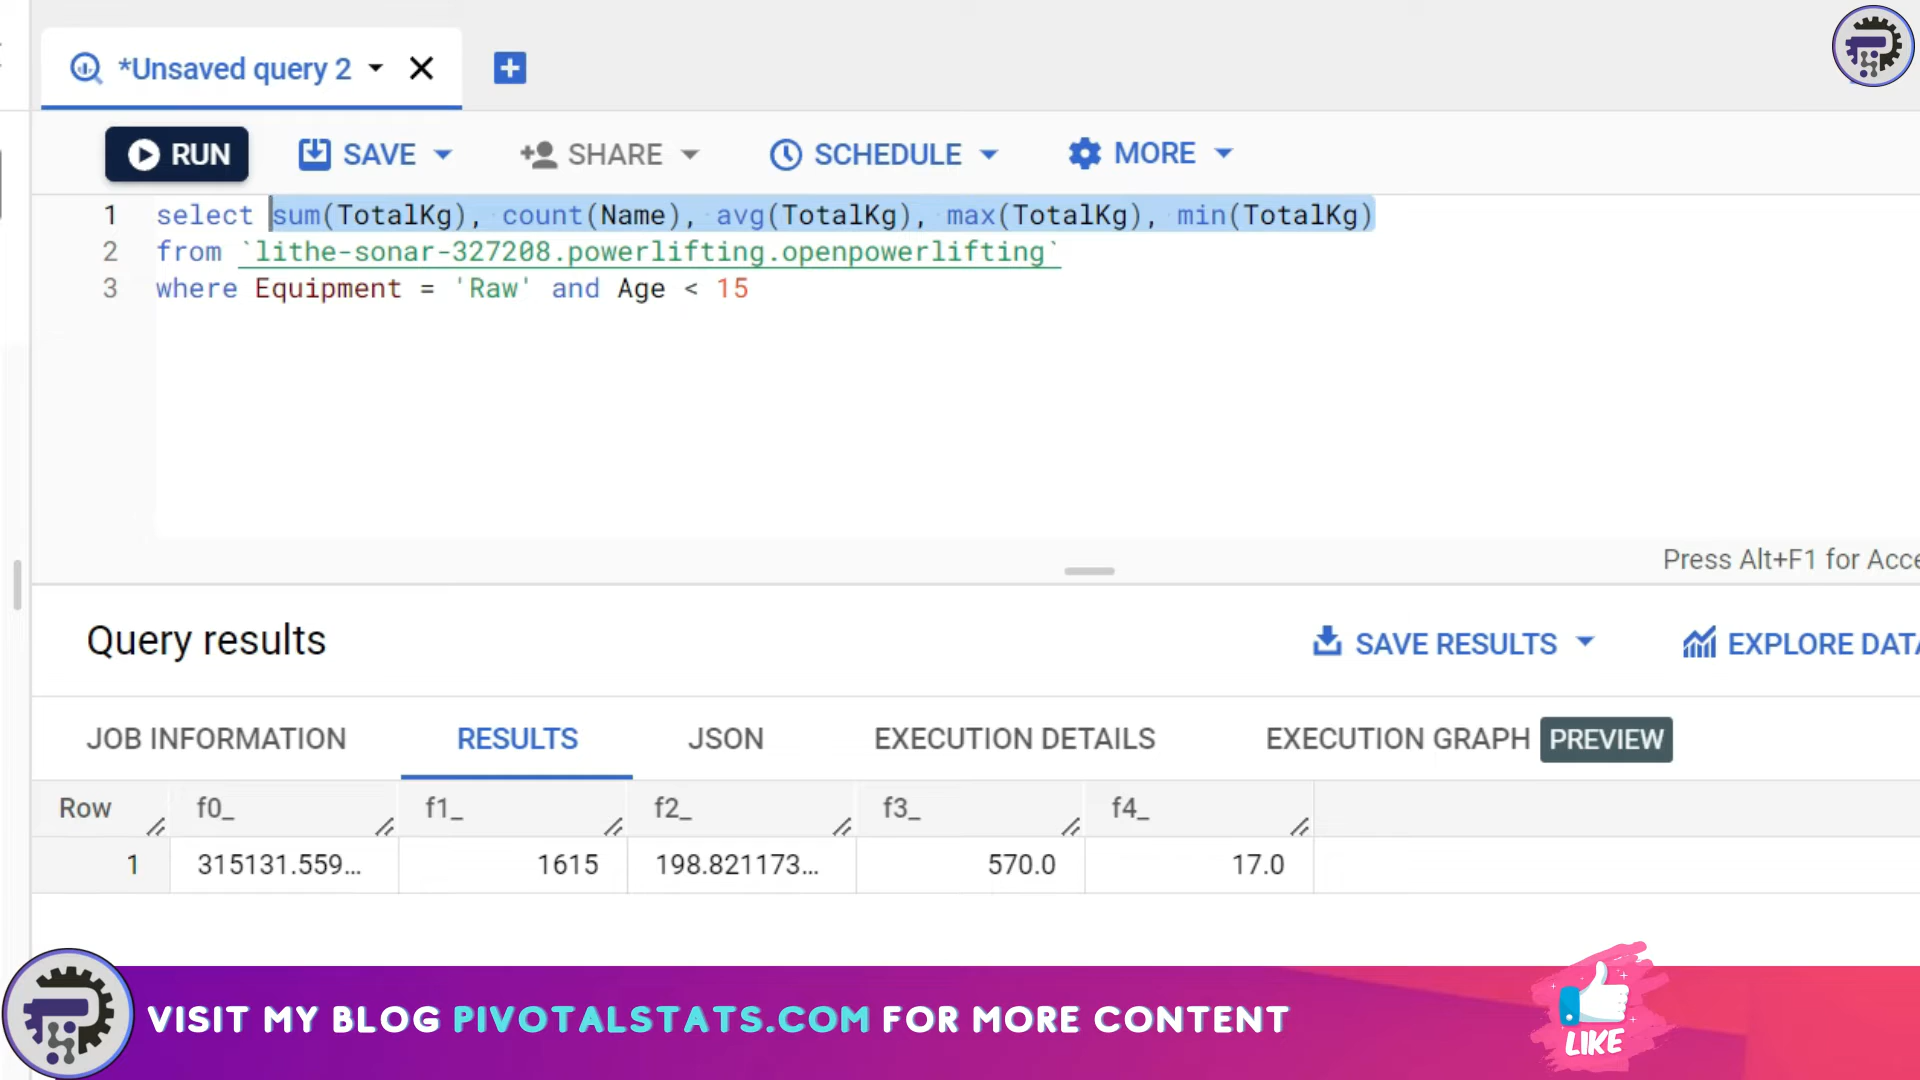 *Unsaved query 2
RUN SAVE SHARE SCHEDULE MORE
1 select sum(TotalKg), count(Name), avg(TotalKg), max(TotalKg), min(TotalKg)
2 from `lithe-sonar-327208.powerlifting.openpowerlifting`
3 where Equipment = 'Raw' and Age < 15
Press Alt+F1 for Acce
Query results SAVE RESULTS EXPLORE DATA
JOB INFORMATION RESULTS JSON EXECUTION DETAILS EXECUTION GRAPH PREVIEW
Row f0_ f1_ f2_ f3_ f4_
1 315131.559... 1615 198.821173... 570.0 17.0
VISIT MY BLOG PIVOTALSTATS.COM FOR MORE CONTENT
LIKE